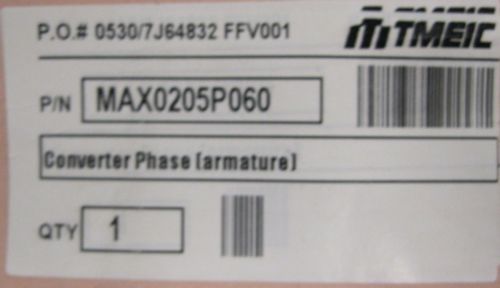 P.O.# 0530/7J64832 FFV001
TMEIC
P/N MAX0205P060
Converter Phase (armature)
QTY 1